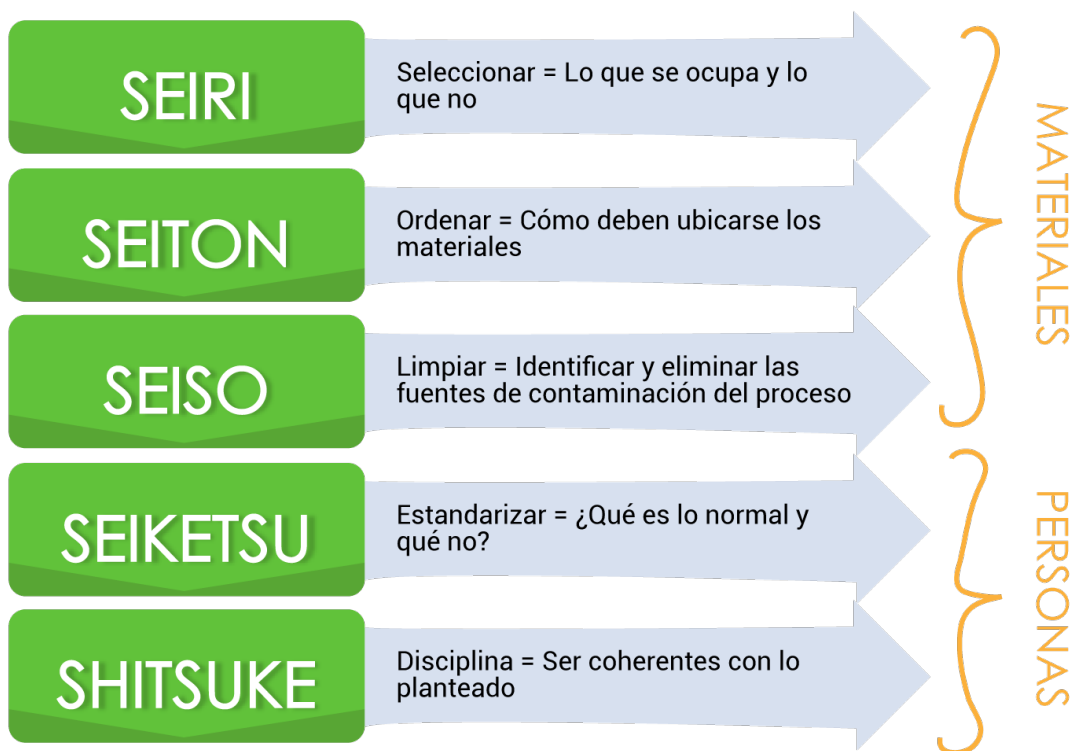 SEIRI
Seleccionar = Lo que se ocupa y lo
que no
SEITON
Ordenar = Cómo deben ubicarse los
materiales
SEISO
Limpiar = Identificar y eliminar las
fuentes de contaminación del proceso
MATERIALES
SEIKETSU
Estandarizar = ¿Qué es lo normal y
qué no?
SHITSUKE
Disciplina = Ser coherentes con lo
planteado
PERSONAS